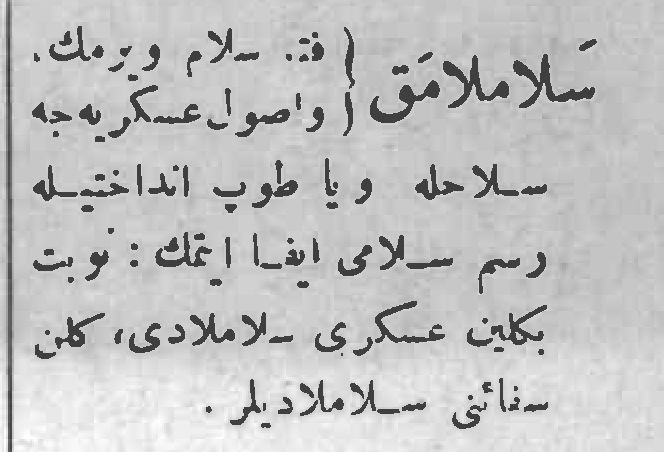 سَلاملامَق ( فتـ. سلام ويرمك.
( واصول عسكريه‌جه
سلاحله ويا طوپ انداختيله
رسم سلامى ايفا ايتمك : نوبت
بكلين عسكرى سلاملادى، كلن
سفائنى سلاملاديلر .